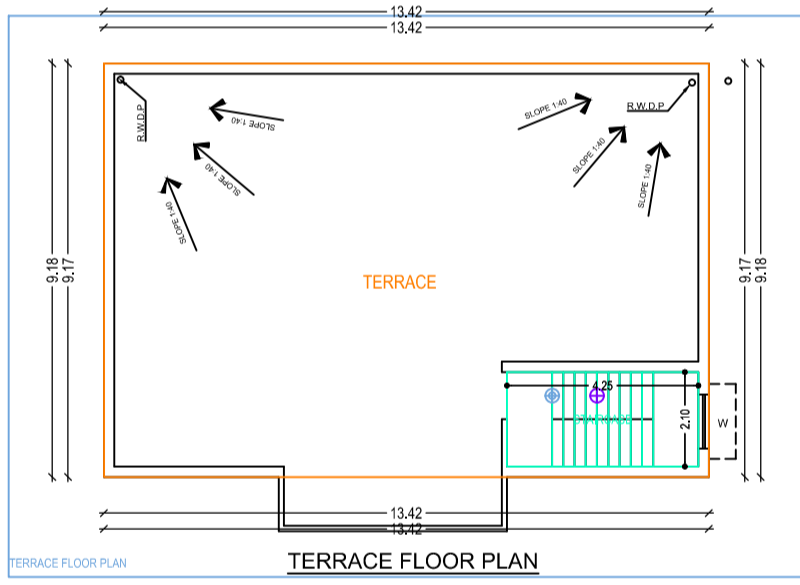 13.42
13.42
R.W.D.P
SLOPE 1:40
SLOPE 1:40
SLOPE 1:40
SLOPE 1:40
R.W.D.P
SLOPE 1:40
SLOPE 1:40
9.18
9.17
9.17
9.18
TERRACE
4.25
STAIRCASE
2.10
W
13.42
13.42
TERRACE FLOOR PLAN
TERRACE FLOOR PLAN